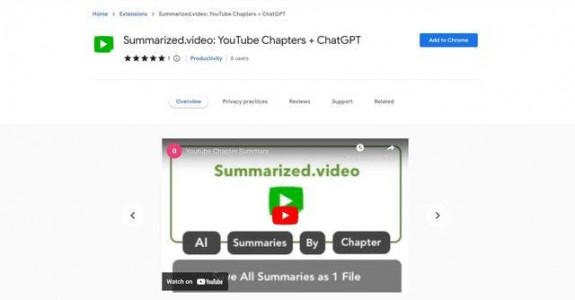 Home > Extensions > Summarized.video: YouTube Chapters + ChatGPT
Summarized.video: YouTube Chapters + ChatGPT
Add to Chrome
★★★★★ 1 | Productivity | 8 users
Overview Privacy practices Reviews Support Related
Youtube Chapter Summary
Summarized.video
AI Summaries By Chapter
All Summaries as 1 File
Watch on YouTube